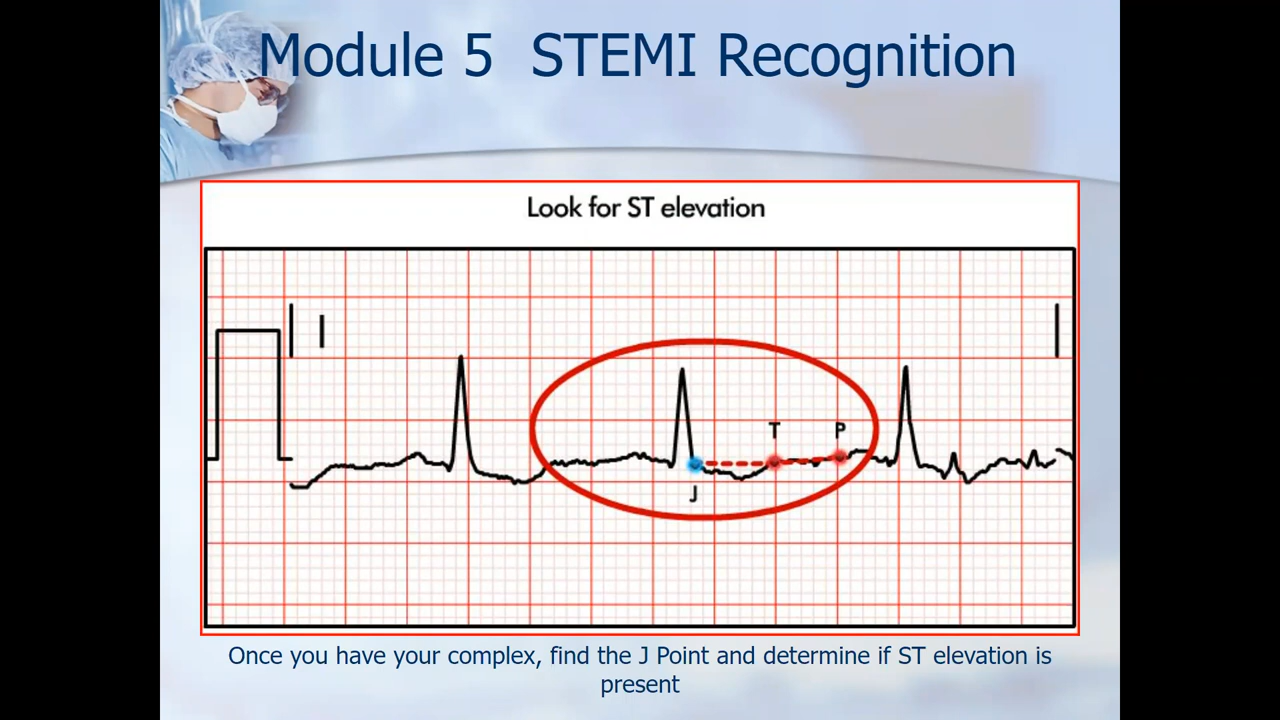 Module 5 STEMI Recognition
Look for ST elevation
I
T P
J
Once you have your complex, find the J Point and determine if ST elevation is
present